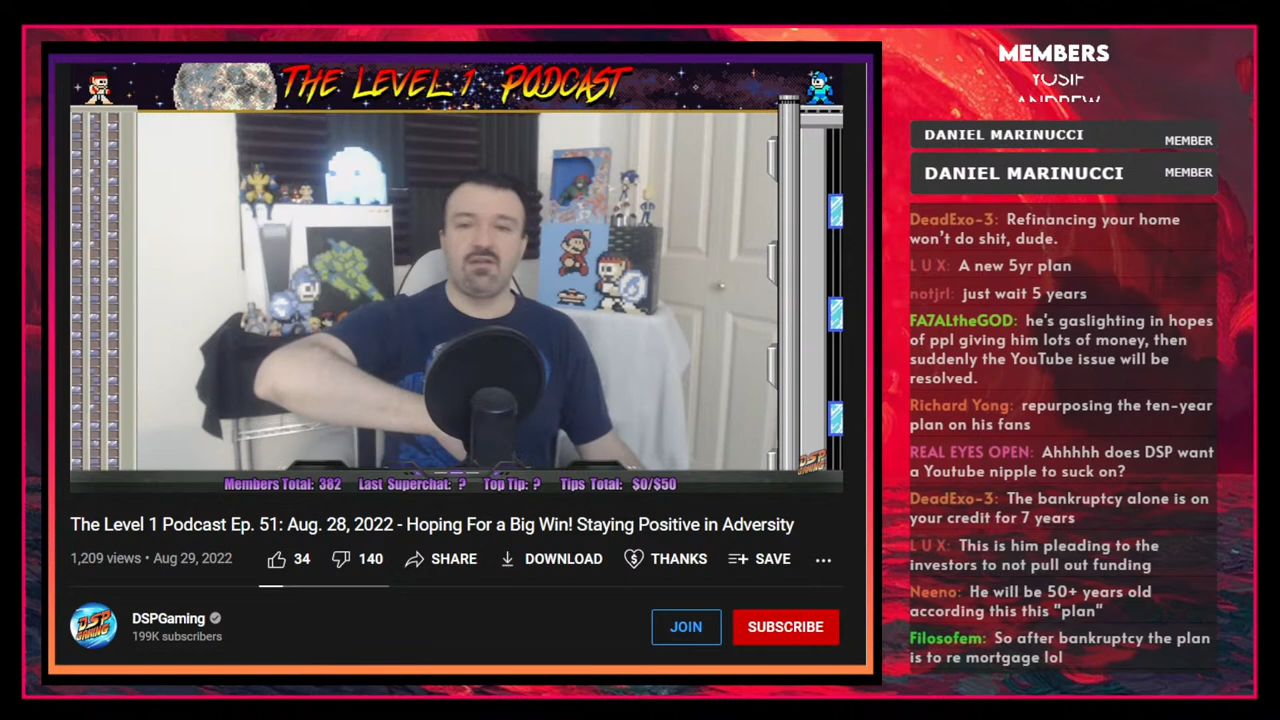 THE LEVEL 1 PODCAST
Members Total: 382 Last Superchat: ? Top Tip: ? Tips Total: $0/$50
DSP GAMING
The Level 1 Podcast Ep. 51: Aug. 28, 2022 - Hoping For a Big Win! Staying Positive in Adversity
1,209 views • Aug 29, 2022
34
140
SHARE
DOWNLOAD
THANKS
SAVE
DSP GAMING
DSPGaming
199K subscribers
JOIN
SUBSCRIBE
MEMBERS
YOSIF
ANDREW
DANIEL MARINUCCI
MEMBER
DANIEL MARINUCCI
MEMBER
DeadExo-3: Refinancing your home
won't do shit, dude.
L U X: A new 5yr plan
notjrl: just wait 5 years
FA7ALtheGOD: he's gaslighting in hopes
of ppl giving him lots of money, then
suddenly the YouTube issue will be
resolved.
Richard Yong: repurposing the ten-year
plan on his fans
REAL EYES OPEN: Ahhhhh does DSP want
a Youtube nipple to suck on?
DeadExo-3: The bankruptcy alone is on
your credit for 7 years
L U X: This is him pleading to the
investors to not pull out funding
Neeno: He will be 50+ years old
according this this "plan"
Filosofem: So after bankruptcy the plan
is to re mortgage lol